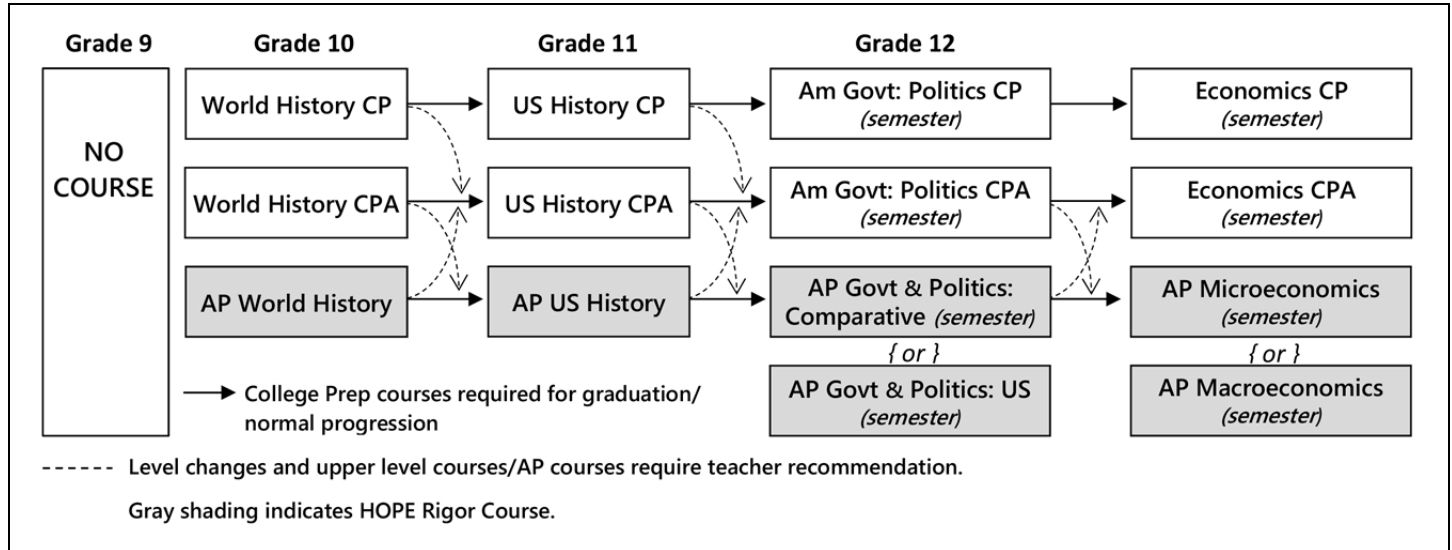 Grade 9
Grade 10
Grade 11
Grade 12
NO
COURSE
World History CP
US History CP
Am Govt: Politics CP
(semester)
Economics CP
(semester)
World History CPA
US History CPA
Am Govt: Politics CPA
(semester)
Economics CPA
(semester)
AP World History
AP US History
AP Govt & Politics:
Comparative (semester)
AP Microeconomics
(semester)
{ or }
{ or }
AP Govt & Politics: US
(semester)
AP Macroeconomics
(semester)
College Prep courses required for graduation/
normal progression
Level changes and upper level courses/AP courses require teacher recommendation.
Gray shading indicates HOPE Rigor Course.